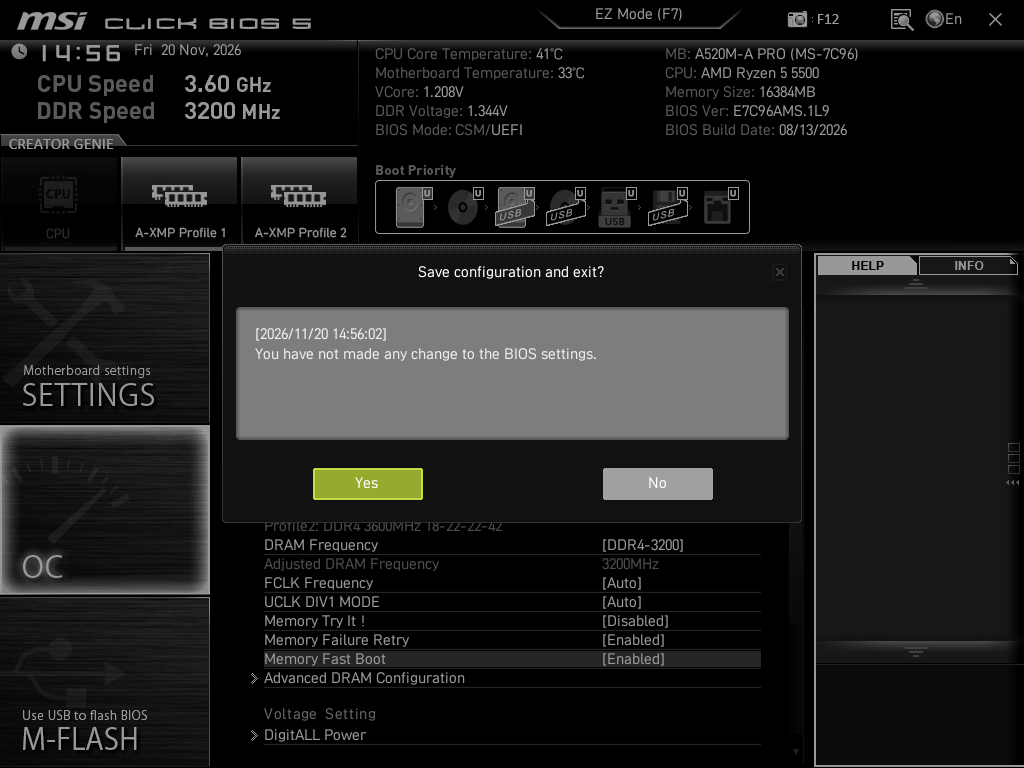 msi CLICK BIOS 5
EZ Mode (F7)
: F12
En
14:56 Fri 20 Nov, 2026
CPU Speed 3.60 GHz
DDR Speed 3200 MHz
CPU Core Temperature: 41°C
Motherboard Temperature: 33°C
VCore: 1.208V
DDR Voltage: 1.344V
BIOS Mode: CSM/UEFI
MB: A520M-A PRO (MS-7C96)
CPU: AMD Ryzen 5 5500
Memory Size: 16384MB
BIOS Ver: E7C96AMS.1L9
BIOS Build Date: 08/13/2026
CREATOR GENIE
CPU
CPU
A-XMP Profile 1
A-XMP Profile 2
Boot Priority
U U U U U U U
USB USB USB USB
Save configuration and exit?
[2026/11/20 14:56:02]
You have not made any change to the BIOS settings.
Yes No
Motherboard settings
SETTINGS
OC
Use USB to flash BIOS
M-FLASH
HELP INFO
Profile2: DDR4 3600MHz 18-22-22-42
DRAM Frequency [DDR4-3200]
Adjusted DRAM Frequency 3200MHz
FCLK Frequency [Auto]
UCLK DIV1 MODE [Auto]
Memory Try It ! [Disabled]
Memory Failure Retry [Enabled]
Memory Fast Boot [Enabled]
Advanced DRAM Configuration
Voltage Setting
DigitALL Power